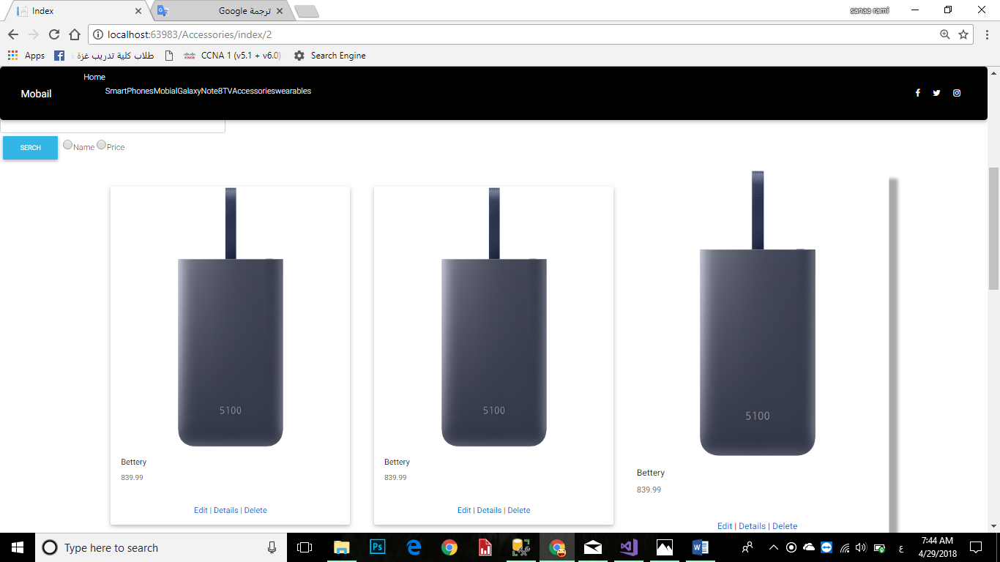 Index
ترجمة Google
sanaa rami
localhost:63983/Accessories/index/2
Apps
طلاب كلية تدريب غزة
CCNA 1 (v5.1 + v6.0)
Search Engine
Mobail
Home
SmartPhonesMobialGalaxyNote8TVAccessorieswearables
SERCH
Name
Price
5100
5100
5100
Bettery
839.99
Edit | Details | Delete
Bettery
839.99
Edit | Details | Delete
Bettery
839.99
Edit | Details | Delete
Type here to search
Ps
ع
7:44 AM
4/29/2018